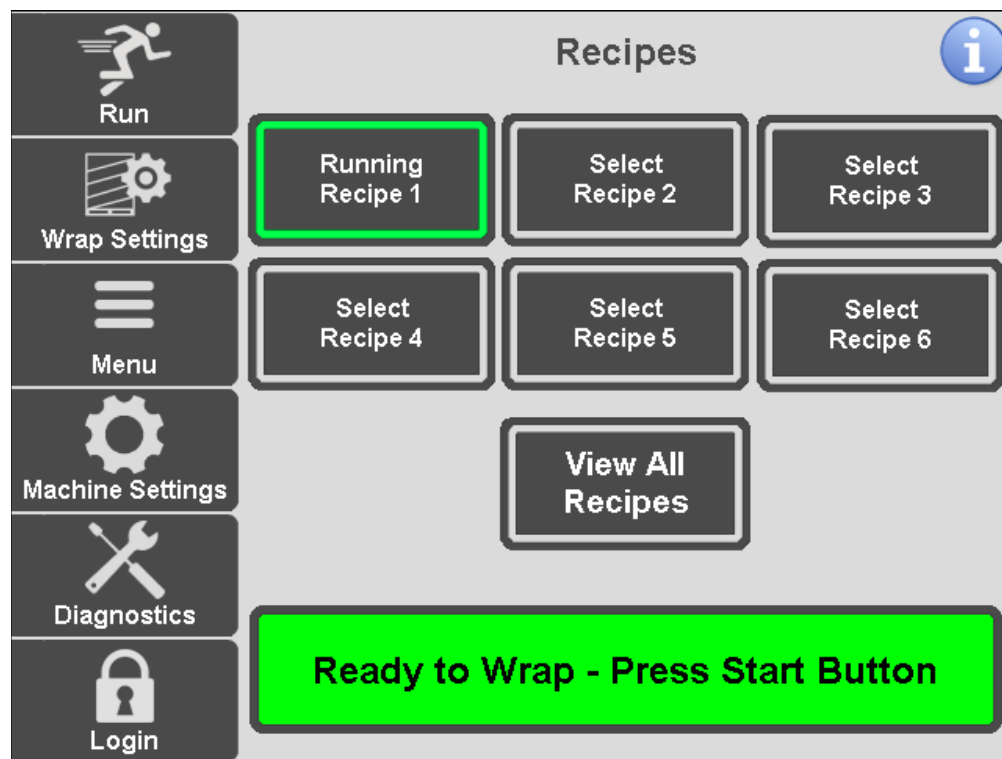 Run
Wrap Settings
Menu
Machine Settings
Diagnostics
Login
Recipes
i
Running
Recipe 1
Select
Recipe 2
Select
Recipe 3
Select
Recipe 4
Select
Recipe 5
Select
Recipe 6
View All
Recipes
Ready to Wrap - Press Start Button